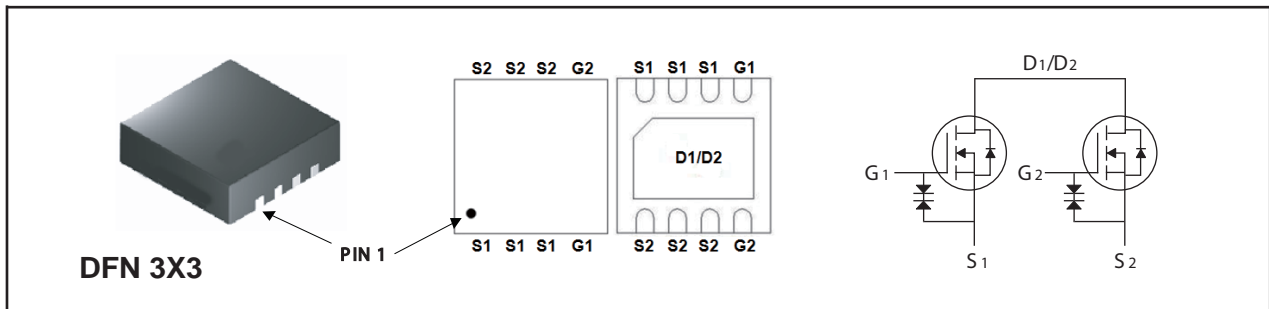 S2 S2 S2 G2
S1 S1 S1 G1
D1/D2
D1/D2
G1
G2
PIN 1
S1 S1 S1 G1
S2 S2 S2 G2
S1
S2
DFN 3X3